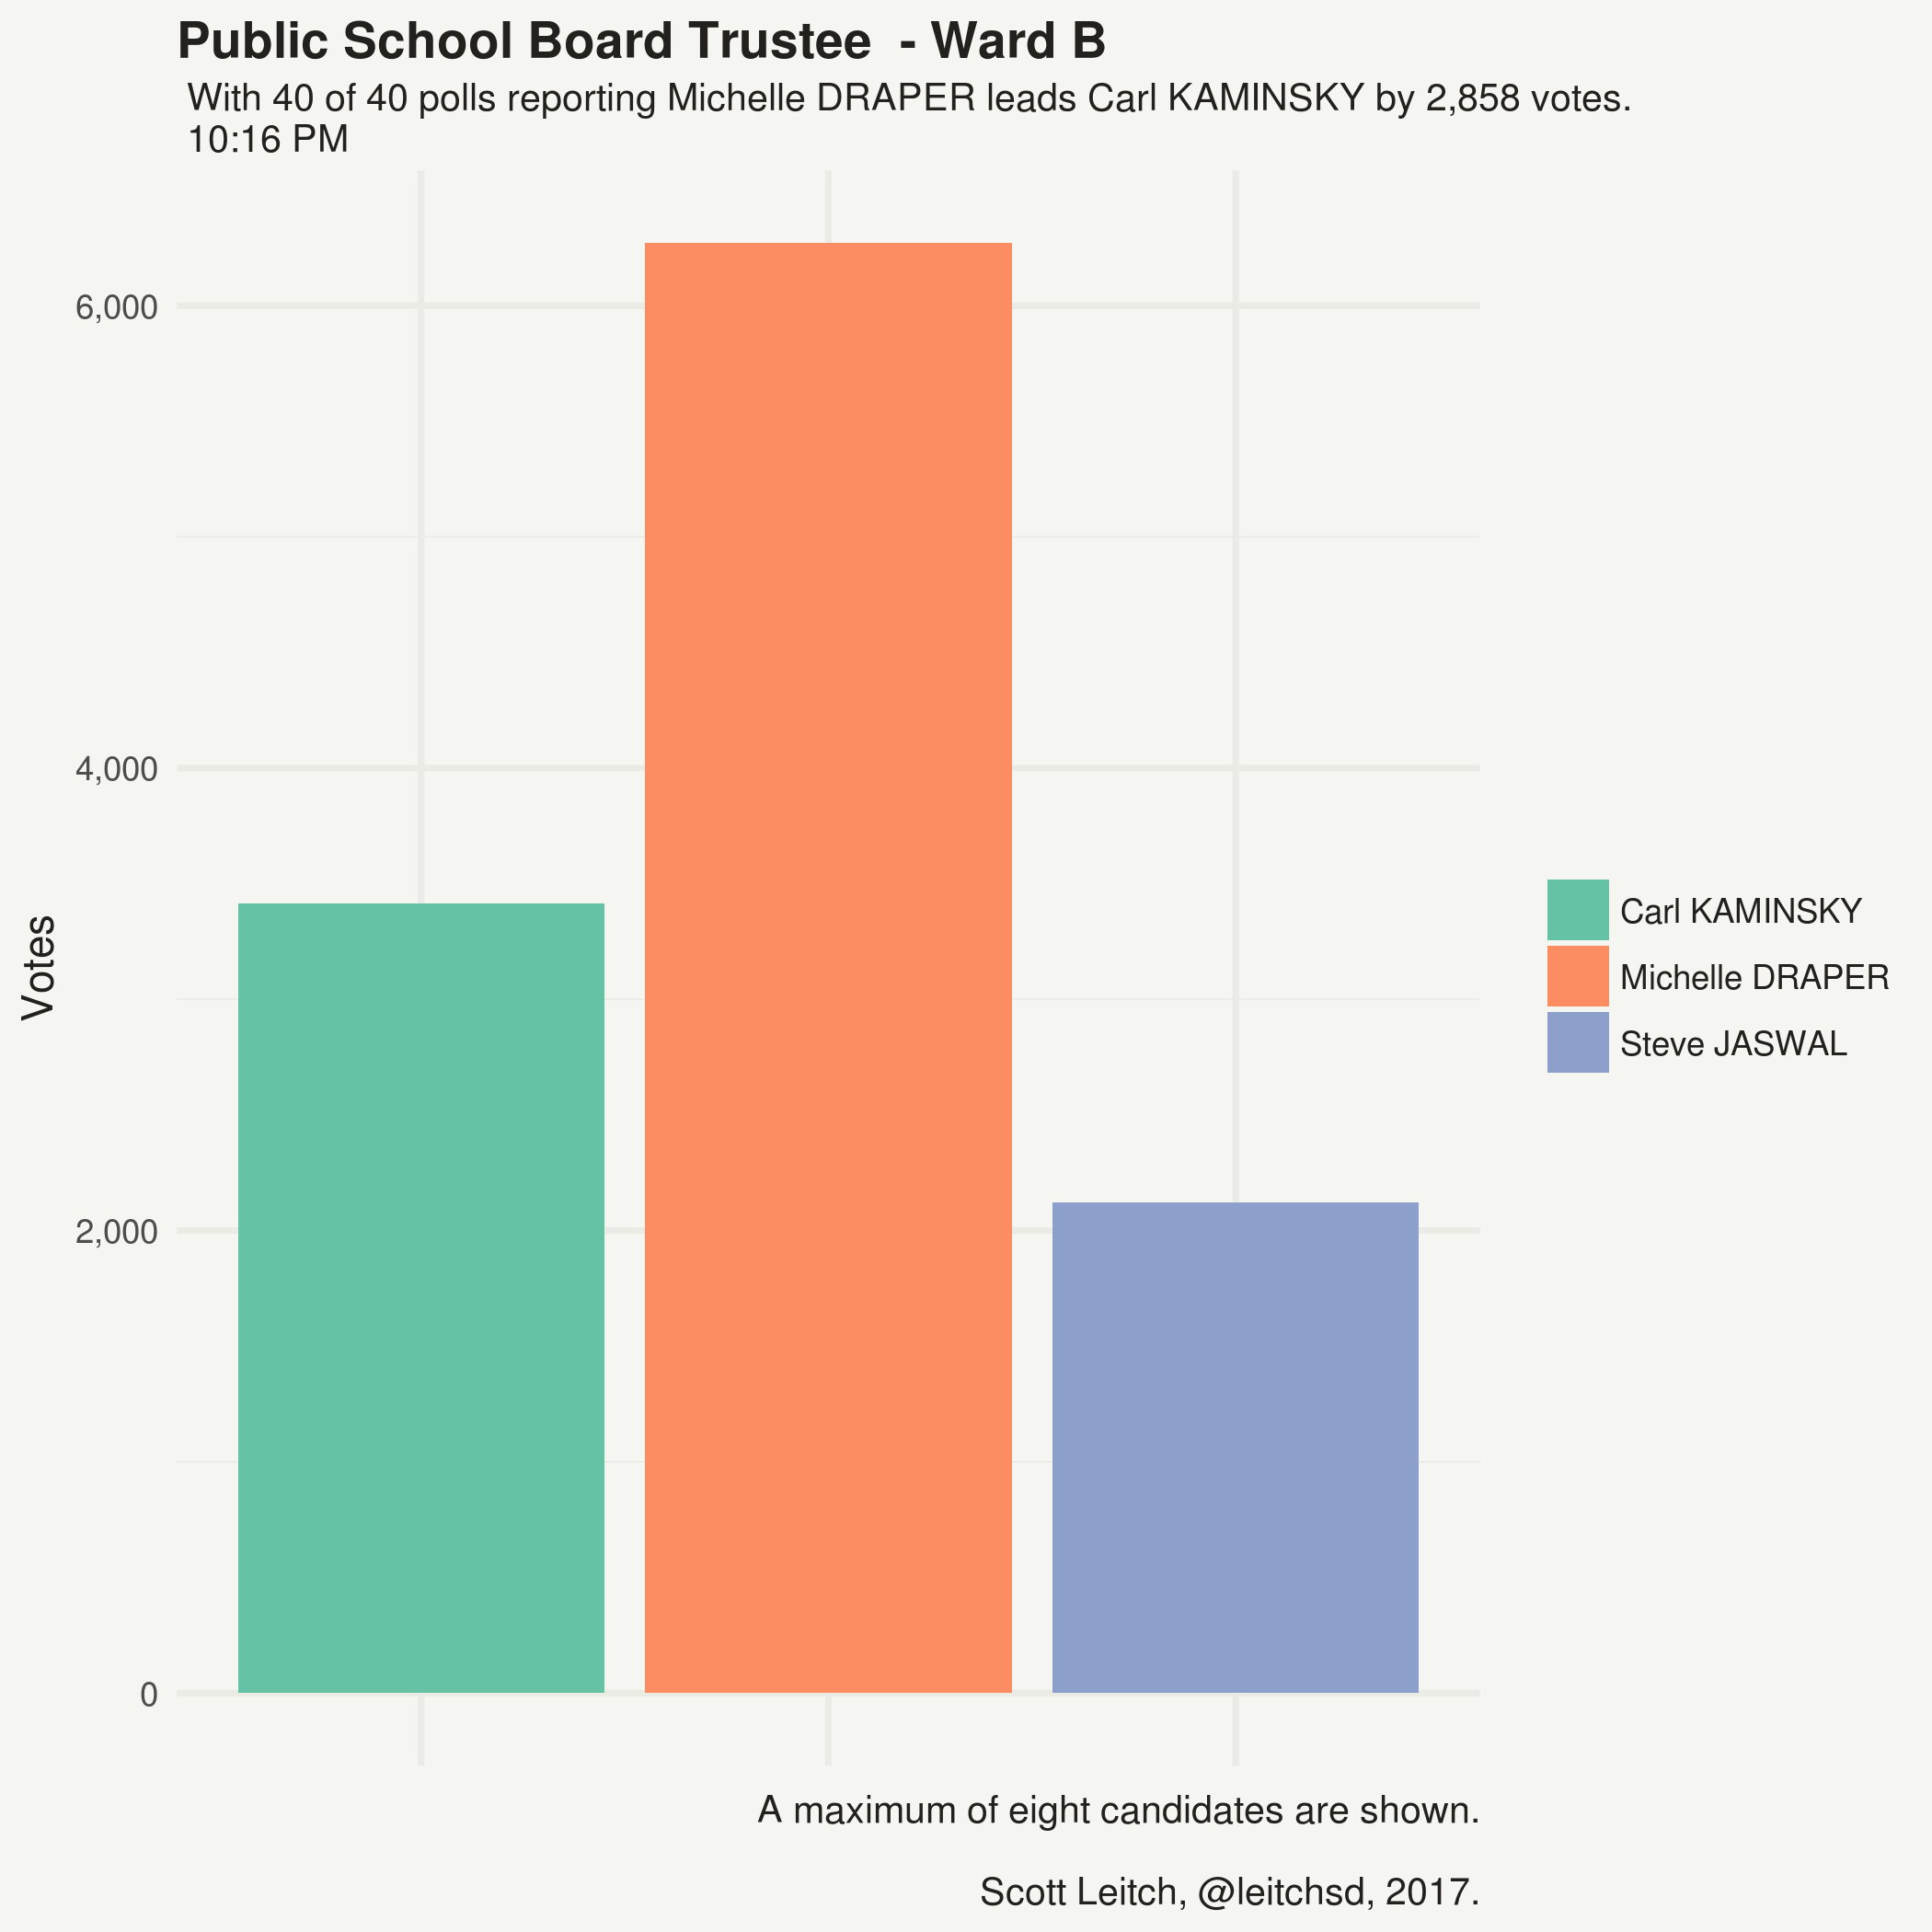 Public School Board Trustee  - Ward B
With 40 of 40 polls reporting Michelle DRAPER leads Carl KAMINSKY by 2,858 votes.
10:16 PM
6,000
4,000
2,000
0
Votes
Carl KAMINSKY
Michelle DRAPER
Steve JASWAL
A maximum of eight candidates are shown.
Scott Leitch, @leitchsd, 2017.